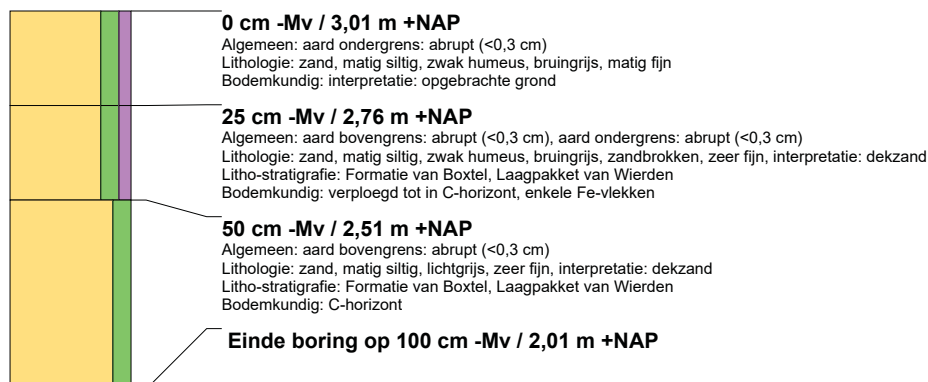 0 cm -Mv / 3,01 m +NAP
Algemeen: aard ondergrens: abrupt (<0,3 cm)
Lithologie: zand, matig siltig, zwak humeus, bruingrijs, matig fijn
Bodemkundig: interpretatie: opgebrachte grond
25 cm -Mv / 2,76 m +NAP
Algemeen: aard bovengrens: abrupt (<0,3 cm), aard ondergrens: abrupt (<0,3 cm)
Lithologie: zand, matig siltig, zwak humeus, bruingrijs, zandbrokken, zeer fijn, interpretatie: dekzand
Litho-stratigrafie: Formatie van Boxtel, Laagpakket van Wierden
Bodemkundig: verploegd tot in C-horizont, enkele Fe-vlekken
50 cm -Mv / 2,51 m +NAP
Algemeen: aard bovengrens: abrupt (<0,3 cm)
Lithologie: zand, matig siltig, lichtgrijs, zeer fijn, interpretatie: dekzand
Litho-stratigrafie: Formatie van Boxtel, Laagpakket van Wierden
Bodemkundig: C-horizont
Einde boring op 100 cm -Mv / 2,01 m +NAP